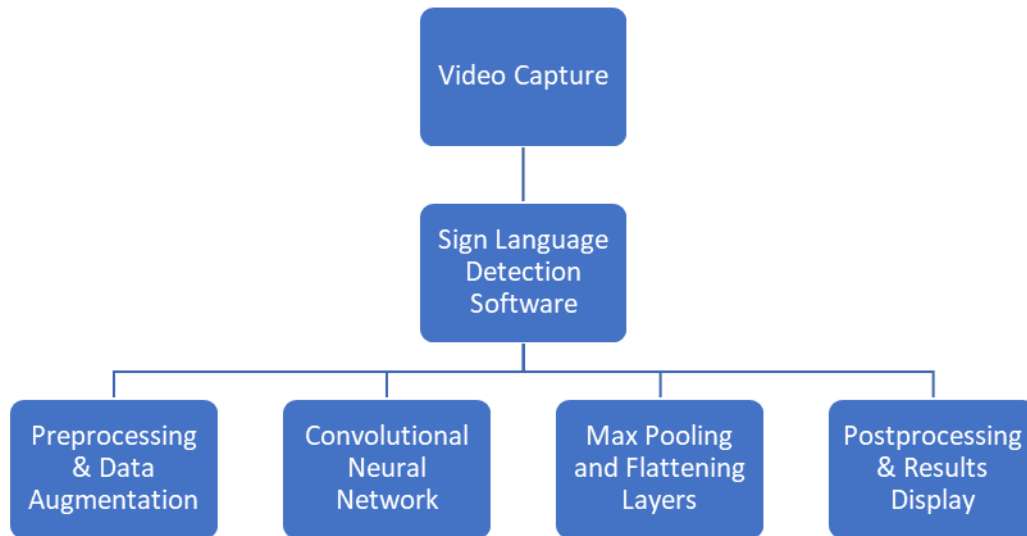 Video Capture
Sign Language
Detection
Software
Preprocessing
& Data
Augmentation
Convolutional
Neural
Network
Max Pooling
and Flattening
Layers
Postprocessing
& Results
Display